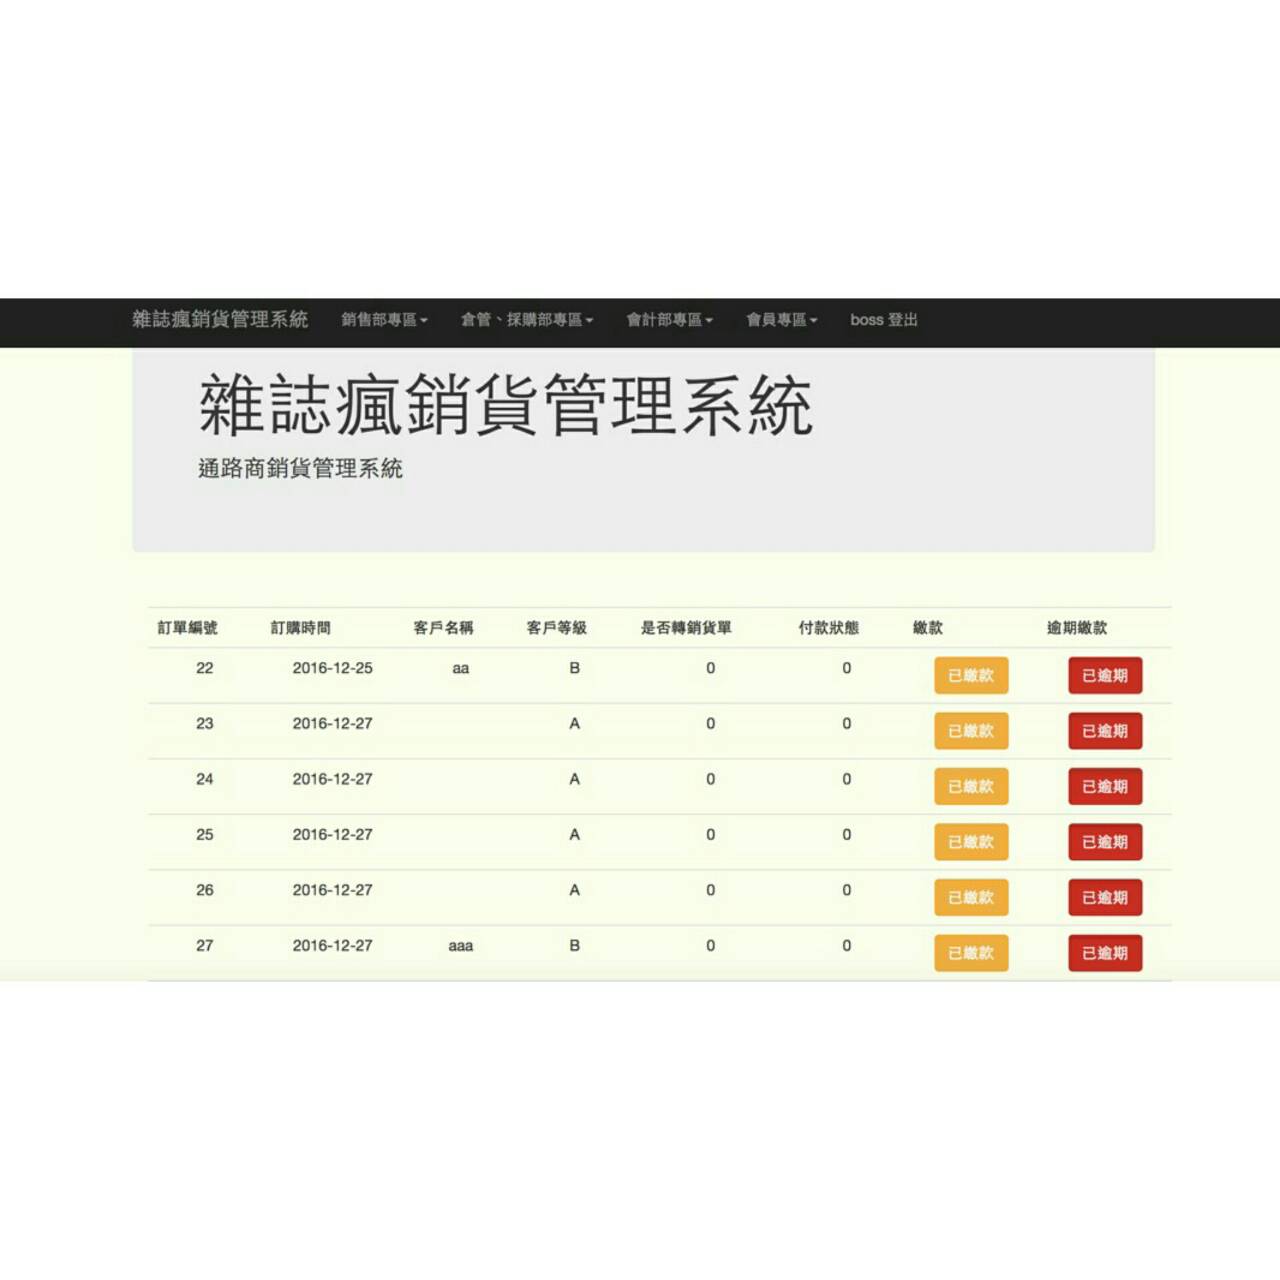 雜誌瘋銷貨管理系統 銷售部專區 倉管、採購部專區 會計部專區 會員專區 boss 登出
雜誌瘋銷貨管理系統
通路商銷貨管理系統
訂單編號 訂購時間 客戶名稱 客戶等級 是否轉銷貨單 付款狀態 繳款 逾期繳款
22 2016-12-25 aa B 0 0 已繳款 已逾期
23 2016-12-27 A 0 0 已繳款 已逾期
24 2016-12-27 A 0 0 已繳款 已逾期
25 2016-12-27 A 0 0 已繳款 已逾期
26 2016-12-27 A 0 0 已繳款 已逾期
27 2016-12-27 aaa B 0 0 已繳款 已逾期